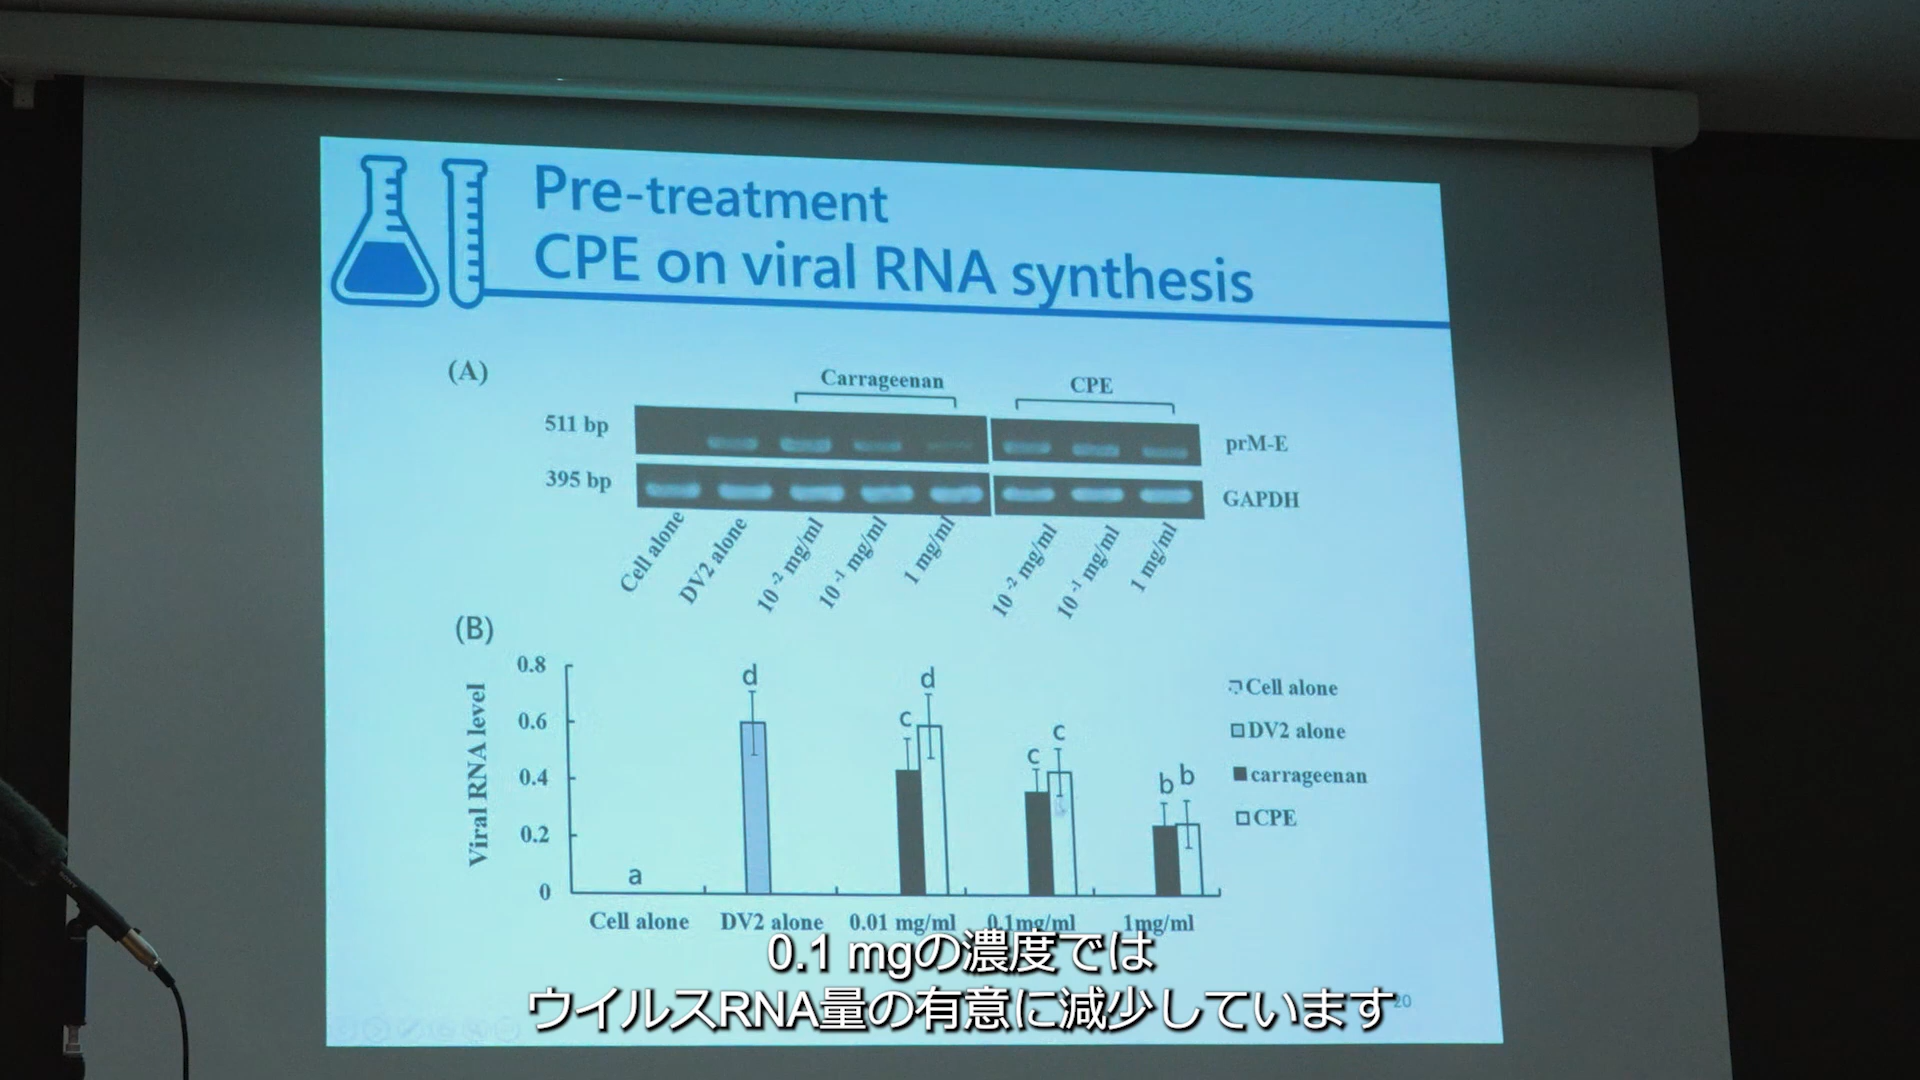 Pre-treatment
CPE on viral RNA synthesis
(A)
Carrageenan
CPE
511 bp
prM-E
395 bp
GAPDH
Cell alone
DV2 alone
10⁻² mg/ml
10⁻¹ mg/ml
1 mg/ml
10⁻² mg/ml
10⁻¹ mg/ml
1 mg/ml
(B)
Viral RNA level
0.8
0.6
0.4
0.2
0
a
d
c
d
c
c
b
b
Cell alone
DV2 alone
carrageenan
CPE
Cell alone
DV2 alone
0.01 mg/ml
0.1mg/ml
1mg/ml
0.1 mgの濃度では
ウイルスRNA量の有意に減少しています
20